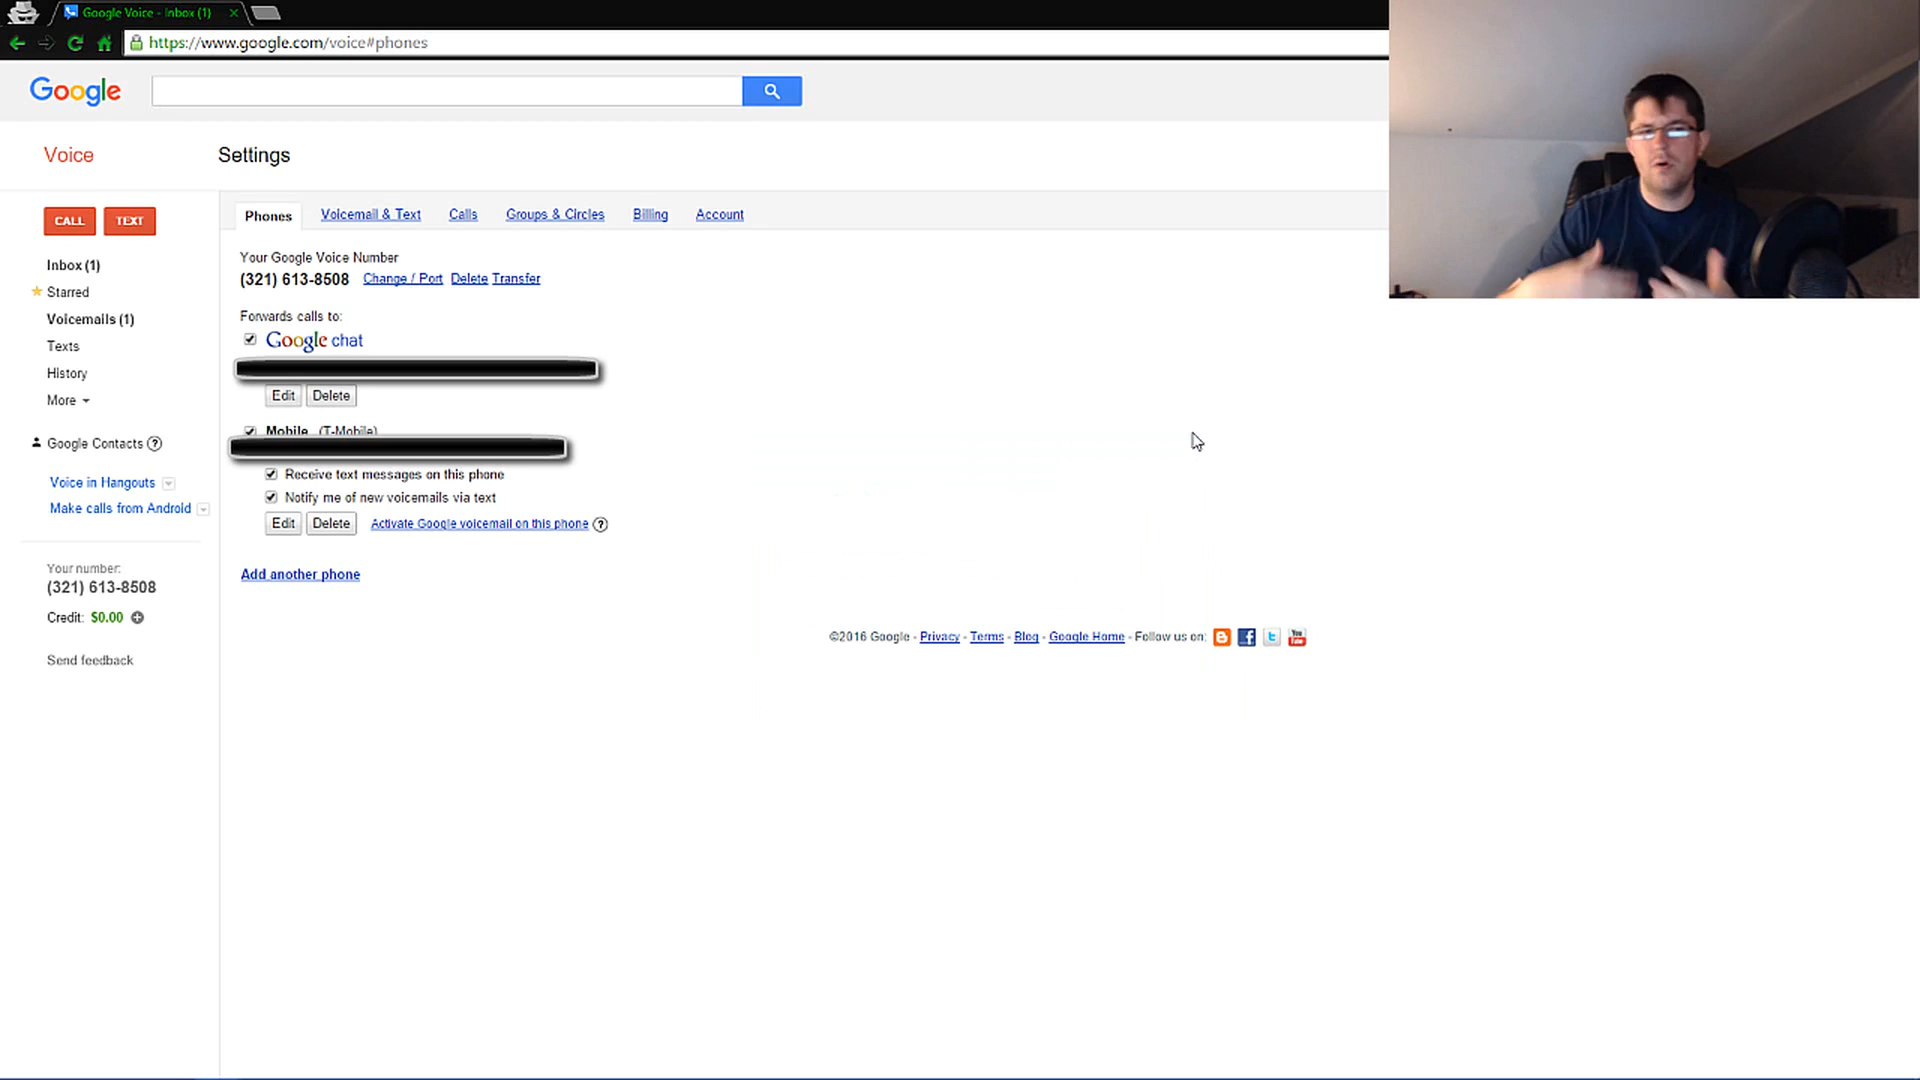 Google Voice - Inbox (1)
https://www.google.com/voice#phones
Google
Voice
Settings
CALL
TEXT
Phones
Voicemail & Text
Calls
Groups & Circles
Billing
Account
Inbox (1)
Starred
Voicemails (1)
Texts
History
More
Google Contacts ?
Voice in Hangouts
Make calls from Android
Your number:
(321) 613-8508
Credit: $0.00
Send feedback
Your Google Voice Number
(321) 613-8508 Change / Port Delete Transfer
Forwards calls to:
Google chat
Edit Delete
Mobile (T-Mobile)
Receive text messages on this phone
Notify me of new voicemails via text
Edit Delete Activate Google voicemail on this phone ?
Add another phone
©2016 Google - Privacy - Terms - Blog - Google Home - Follow us on: